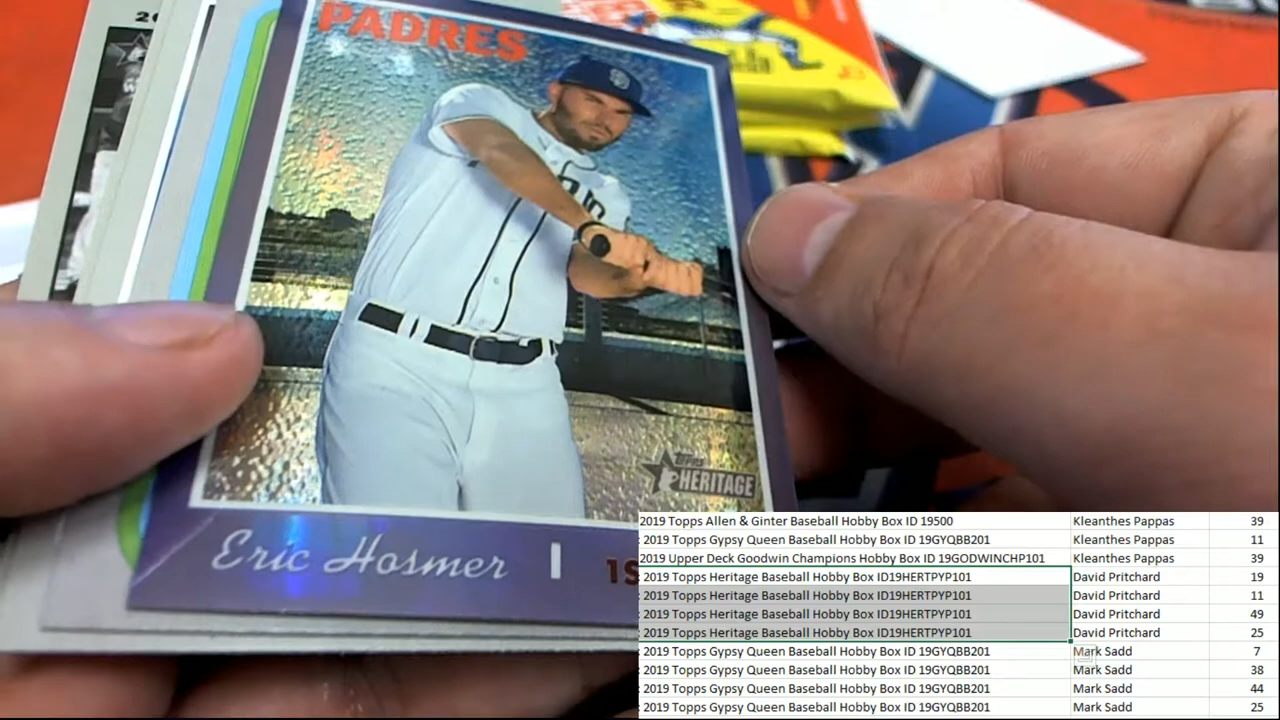 20
PADRES
Topps
HERITAGE
Eric Hosmer | 1S
2019 Topps Allen & Ginter Baseball Hobby Box ID 19500 Kleanthes Pappas 39
: 2019 Topps Gypsy Queen Baseball Hobby Box ID 19GYQBB201 Kleanthes Pappas 11
2019 Upper Deck Goodwin Champions Hobby Box ID 19GODWINCHP101 Kleanthes Pappas 39
: 2019 Topps Heritage Baseball Hobby Box ID19HERTPYP101 David Pritchard 19
: 2019 Topps Heritage Baseball Hobby Box ID19HERTPYP101 David Pritchard 11
: 2019 Topps Heritage Baseball Hobby Box ID19HERTPYP101 David Pritchard 49
: 2019 Topps Heritage Baseball Hobby Box ID19HERTPYP101 David Pritchard 25
: 2019 Topps Gypsy Queen Baseball Hobby Box ID 19GYQBB201 Mark Sadd 7
: 2019 Topps Gypsy Queen Baseball Hobby Box ID 19GYQBB201 Mark Sadd 38
: 2019 Topps Gypsy Queen Baseball Hobby Box ID 19GYQBB201 Mark Sadd 44
: 2019 Topps Gypsy Queen Baseball Hobby Box ID 19GYQBB201 Mark Sadd 25